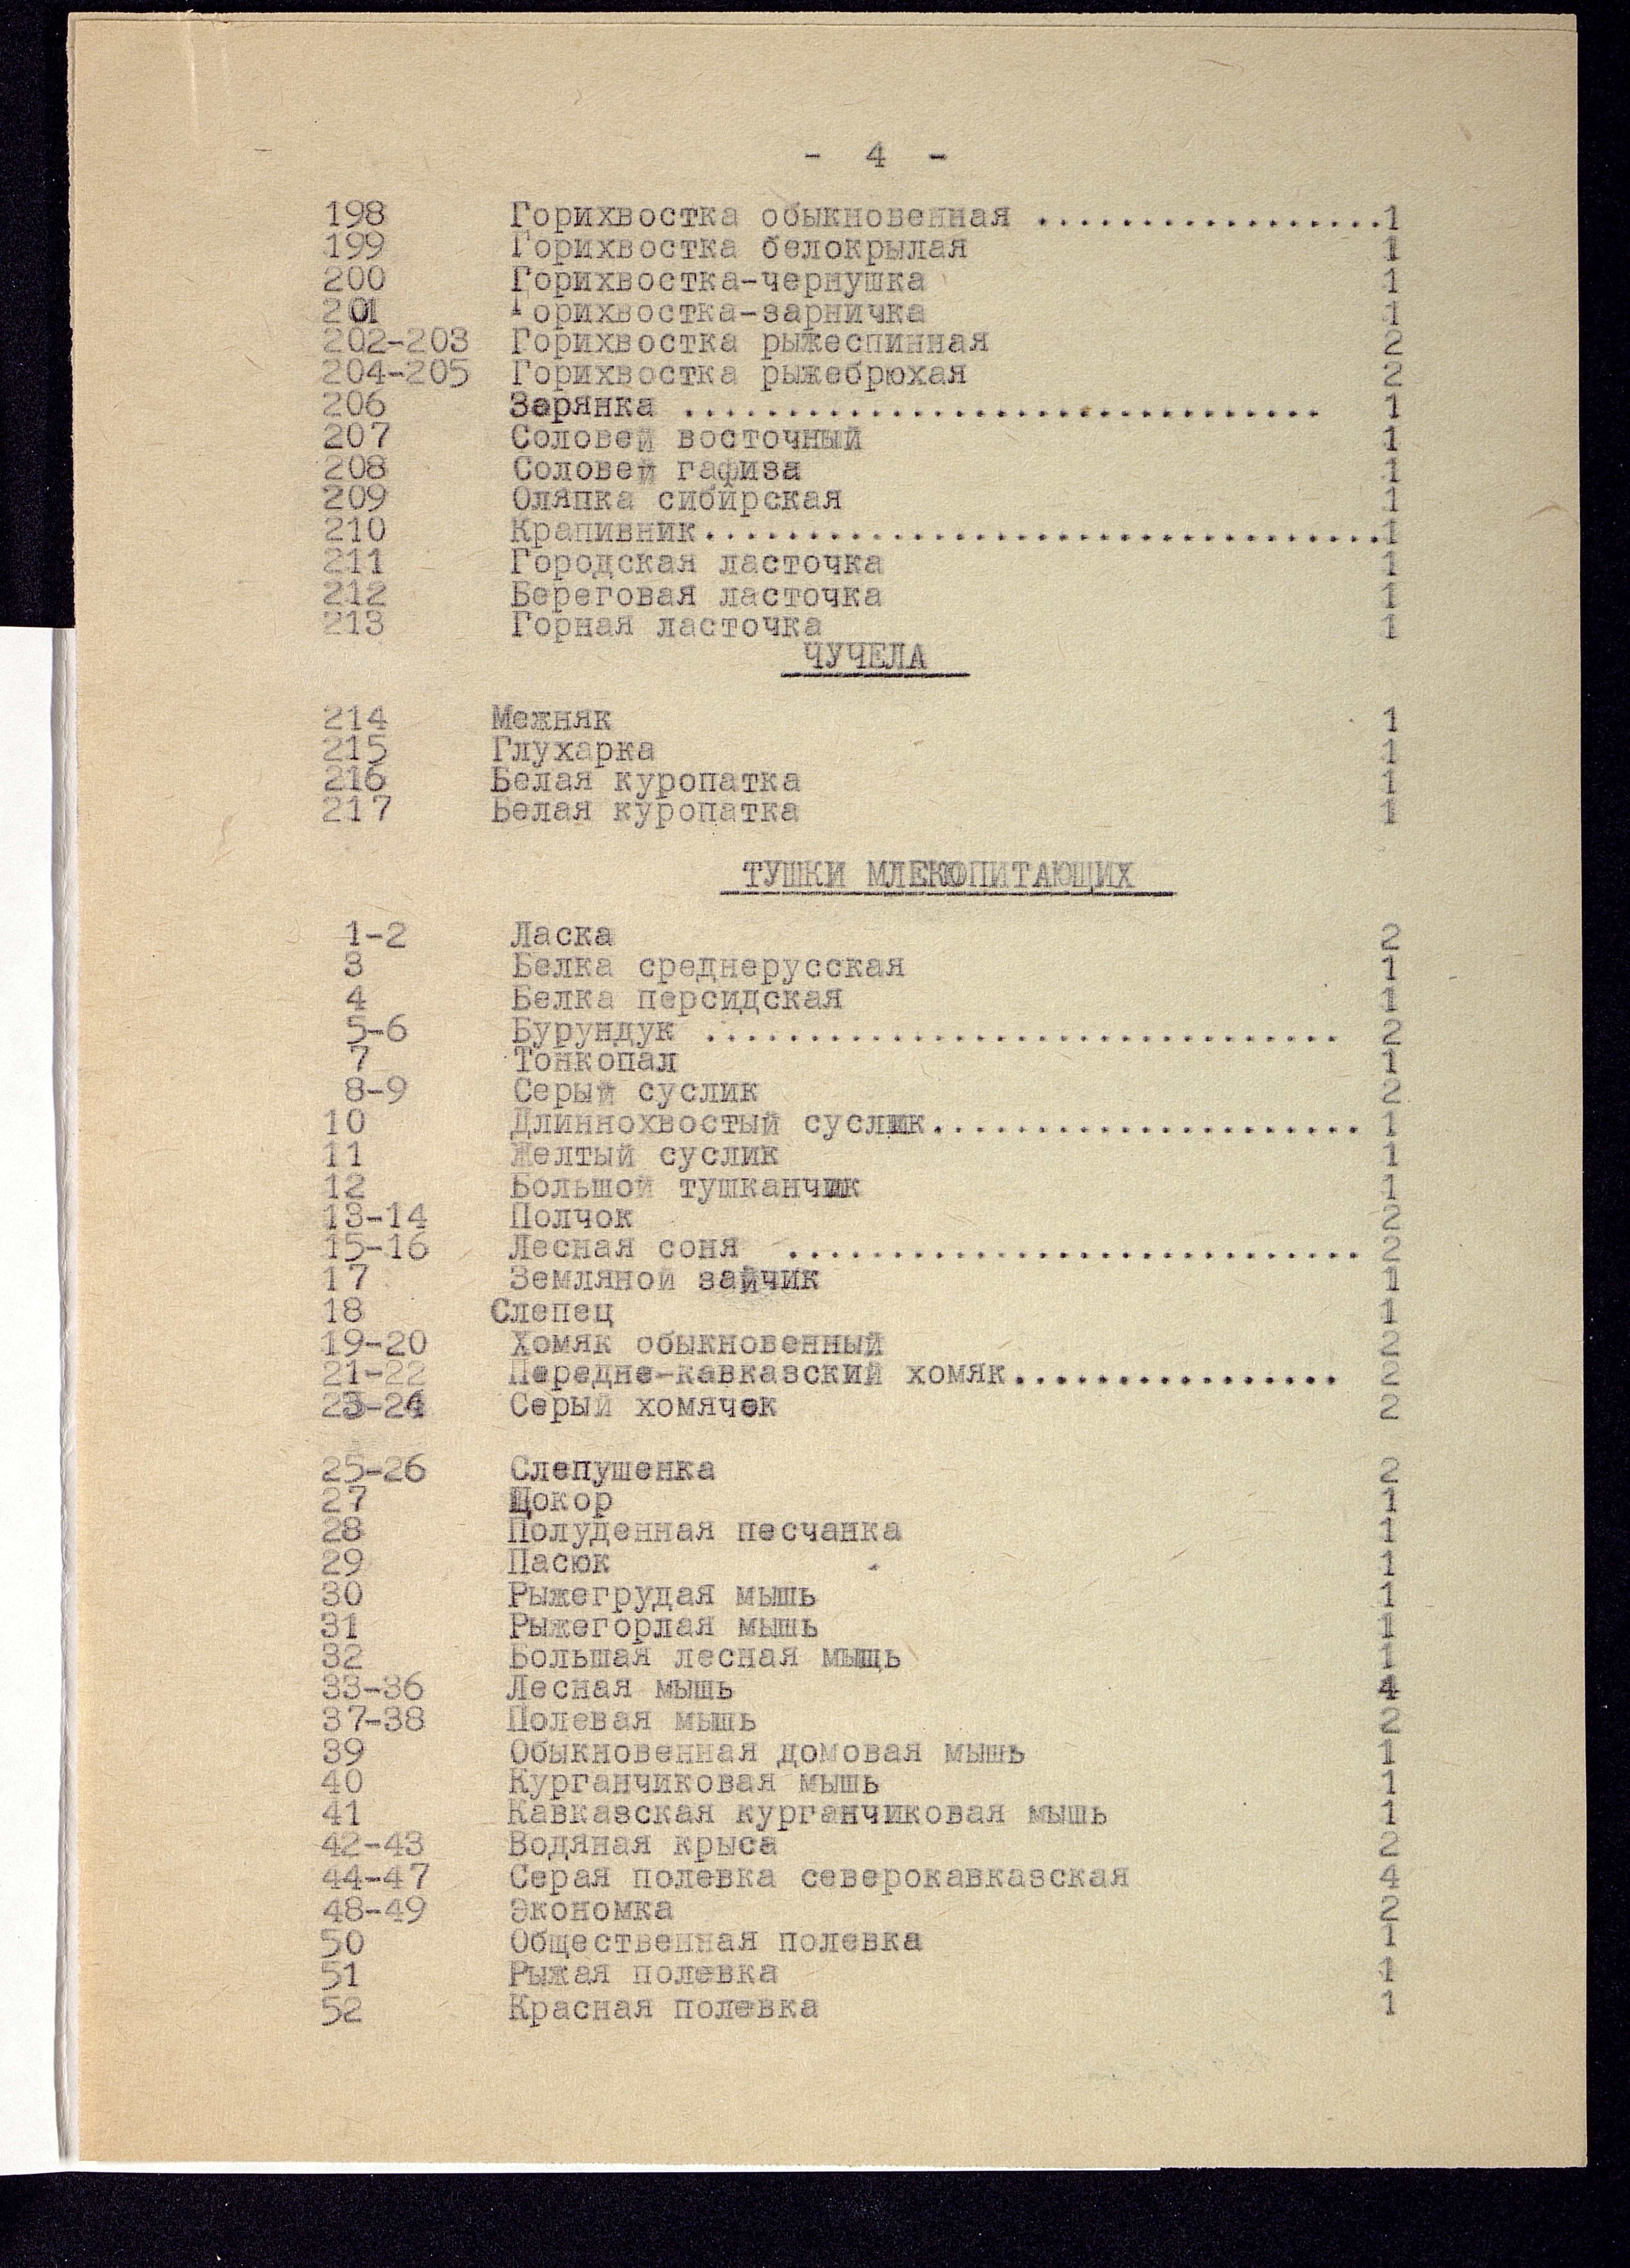 - 4 -
198 Горихвостка обыкновенная .................1
199 Горихвостка белокрылая 1
200 Горихвостка-чернушка 1
201 Горихвостка-зарничка 1
202-203 Горихвостка рыжеспинная 2
204-205 Горихвостка рыжебрюхая 2
206 Зарянка ............................... 1
207 Соловей восточный 1
208 Соловей гафиза 1
209 Оляпка сибирская 1
210 Крапивник.................................1
211 Городская ласточка 1
212 Береговая ласточка 1
213 Горная ласточка 1
ЧУЧЕЛА
214 Межняк 1
215 Глухарка 1
216 Белая куропатка 1
217 Белая куропатка 1
ТУШКИ МЛЕКОПИТАЮЩИХ
1-2 Ласка 2
3 Белка среднерусская 1
4 Белка персидская 1
5-6 Бурундук ............................... 2
7 Тонкопал 1
8-9 Серый суслик 2
10 Длиннохвостый суслик..................... 1
11 Желтый суслик 1
12 Большой тушканчик 1
13-14 Полчок 2
15-16 Лесная соня ............................ 2
17 Земляной зайчик 1
18 Слепец 1
19-20 Хомяк обыкновенный 2
21-22 Передне-кавказский хомяк................ 2
23-24 Серый хомячек 2
25-26 Слепушенка 2
27 Цокор 1
28 Полуденная песчанка 1
29 Пасюк 1
30 Рыжегрудая мышь 1
31 Рыжегорлая мышь 1
32 Большая лесная мыщь 1
33-36 Лесная мышь 4
37-38 Полевая мышь 2
39 Обыкновенная домовая мышь 1
40 Курганчиковая мышь 1
41 Кавказская курганчиковая мышь 1
42-43 Водяная крыса 2
44-47 Серая полевка северокавказская 4
48-49 Экономка 2
50 Общественная полевка 1
51 Рыжая полевка 1
52 Красная полевка 1